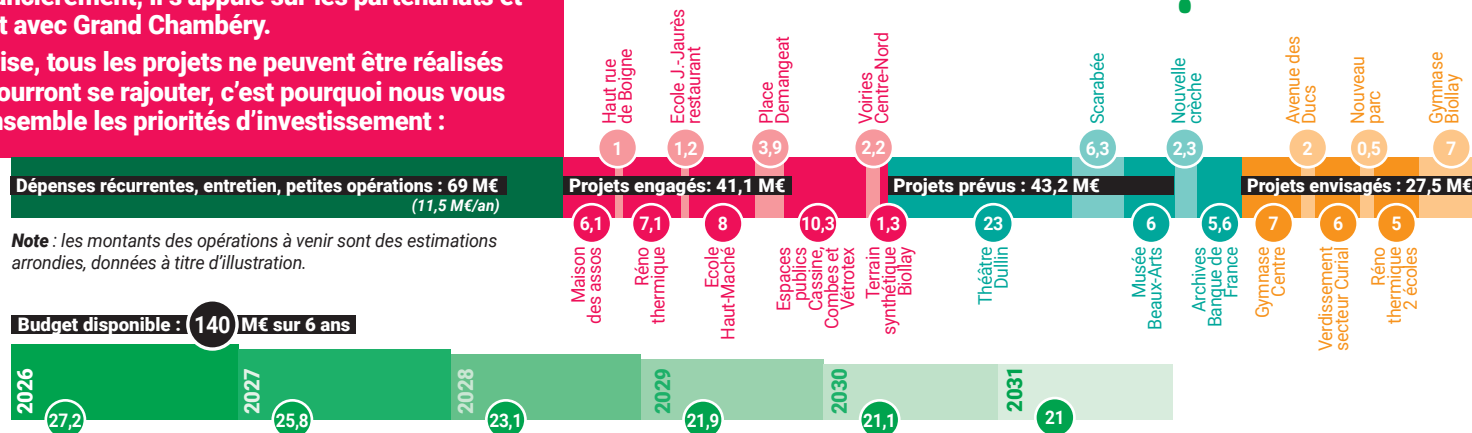 t avec Grand Chambéry.
ise, tous les projets ne peuvent être réalisés
ourront se rajouter, c’est pourquoi nous vous
nsemble les priorités d’investissement :
Haut rue
de Boigne
1
Ecole J.-Jaurès
restaurant
1,2
Place
Demangeat
3,9
Voiries
Centre-Nord
2,2
Scarabée
6,3
Nouvelle
crèche
2,3
Avenue des
Ducs
2
Nouveau
parc
0,5
Gymnase
Biollay
7
Dépenses récurrentes, entretien, petites opérations : 69 M€
(11,5 M€/an)
Projets engagés: 41,1 M€
Projets prévus : 43,2 M€
Projets envisagés : 27,5 M€
6,1
Maison
des assos
7,1
Réno
thermique
8
Ecole
Haut-Maché
10,3
Espaces
publics
Cassine,
Combes et
Vétrotex
1,3
Terrain
synthétique
Biollay
23
Théâtre
Dullin
6
Musée
Beaux-Arts
5,6
Archives
Banque de
France
7
Gymnase
Centre
6
Verdissement
secteur Curial
5
Réno
thermique
2 écoles
Note : les montants des opérations à venir sont des estimations
arrondies, données à titre d’illustration.
Budget disponible : 140 M€ sur 6 ans
2026
27,2
2027
25,8
2028
23,1
2029
21,9
2030
21,1
2031
21